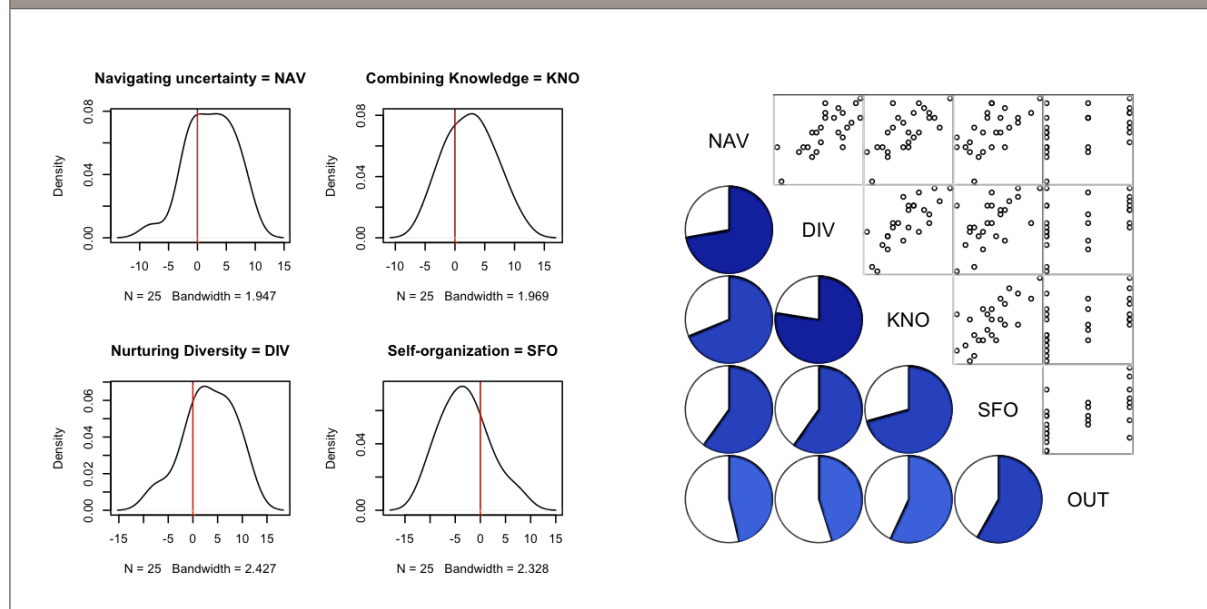 Navigating uncertainty = NAV
Density
0.00 0.04 0.08
-10 -5 0 5 10 15
N = 25 Bandwidth = 1.947
Combining Knowledge = KNO
Density
0.00 0.04 0.08
-10 -5 0 5 10 15
N = 25 Bandwidth = 1.969
Nurturing Diversity = DIV
Density
0.00 0.02 0.04 0.06
-15 -5 0 5 10 15
N = 25 Bandwidth = 2.427
Self-organization = SFO
Density
0.00 0.04
-15 -5 0 5 10 15
N = 25 Bandwidth = 2.328
NAV
DIV
KNO
SFO
OUT